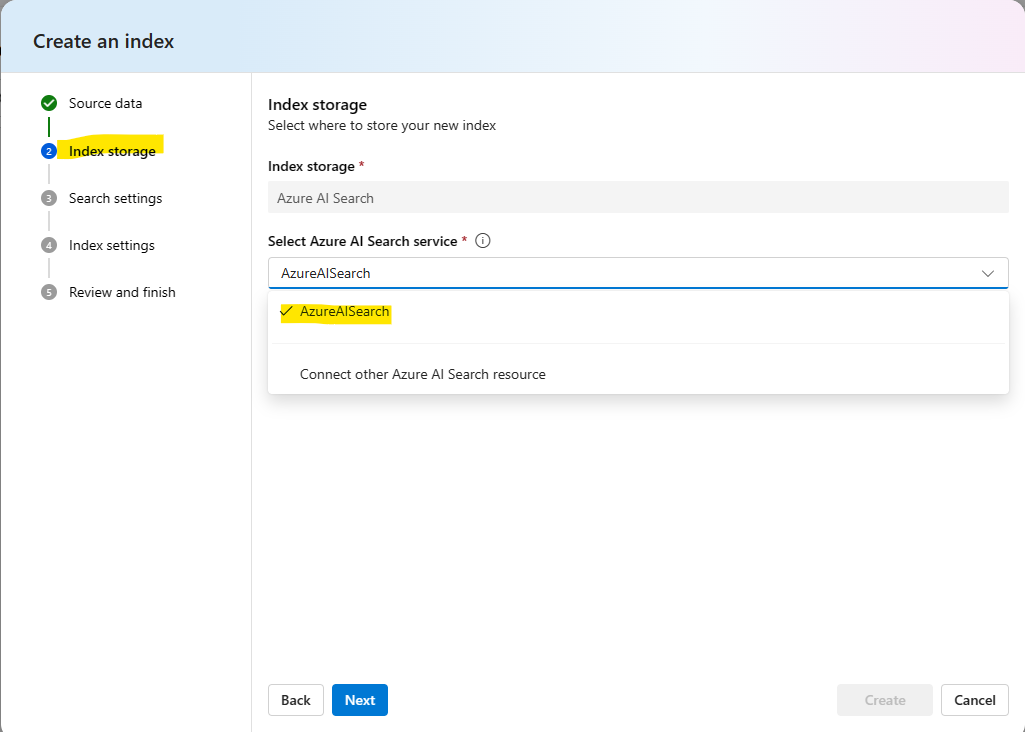 Create an index
Source data
2 Index storage
3 Search settings
4 Index settings
5 Review and finish
Index storage
Select where to store your new index
Index storage *
Azure AI Search
Select Azure AI Search service *
AzureAISearch
AzureAISearch
Connect other Azure AI Search resource
Back Next Create Cancel